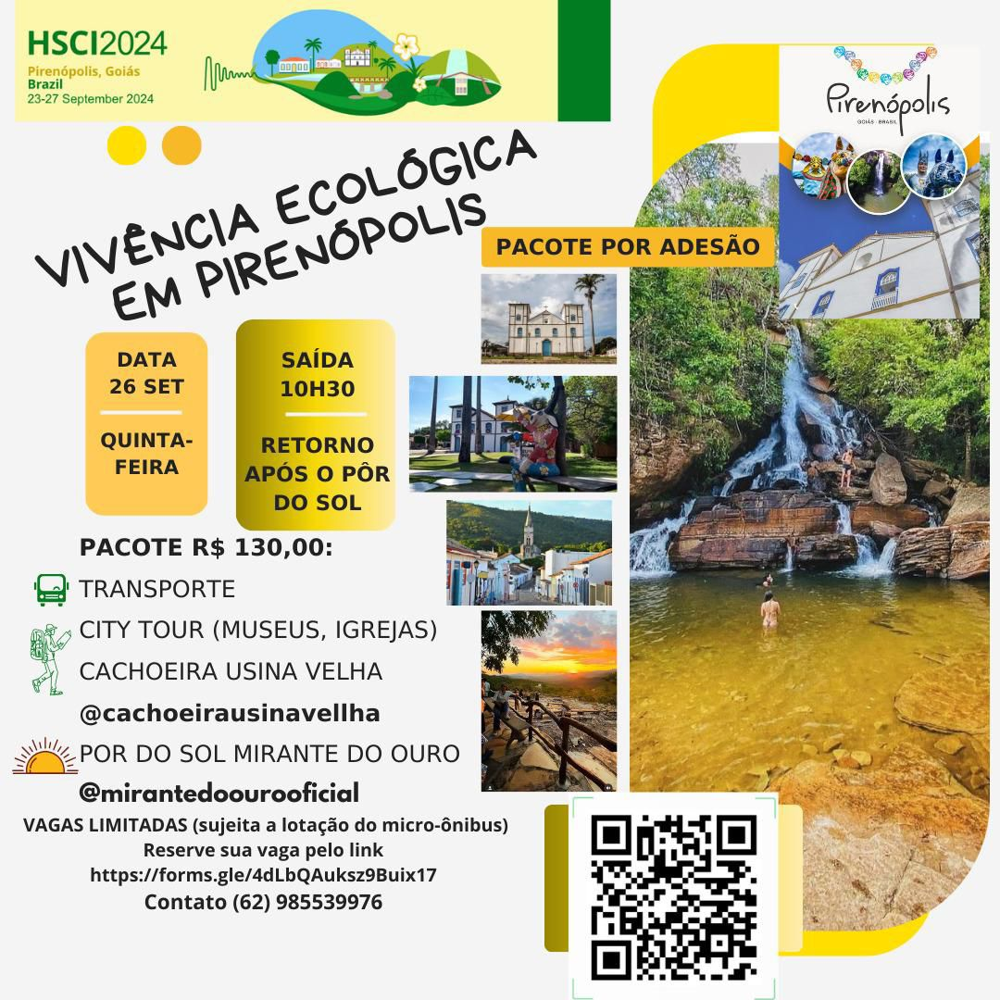 HSCI2024
Pirenópolis, Goiás
Brazil
23-27 September 2024
Pirenópolis
GOIÁS - BRASIL
VIVÊNCIA ECOLÓGICA
EM PIRENÓPOLIS
PACOTE POR ADESÃO
DATA
26 SET
QUINTA-
FEIRA
SAÍDA
10H30
RETORNO
APÓS O PÔR
DO SOL
PACOTE R$ 130,00:
TRANSPORTE
CITY TOUR (MUSEUS, IGREJAS)
CACHOEIRA USINA VELHA
@cachoeirausinavellha
POR DO SOL MIRANTE DO OURO
@mirantedoourooficial
VAGAS LIMITADAS (sujeita a lotação do micro-ônibus)
Reserve sua vaga pelo link
https://forms.gle/4dLbQAuksz9Buix17
Contato (62) 985539976